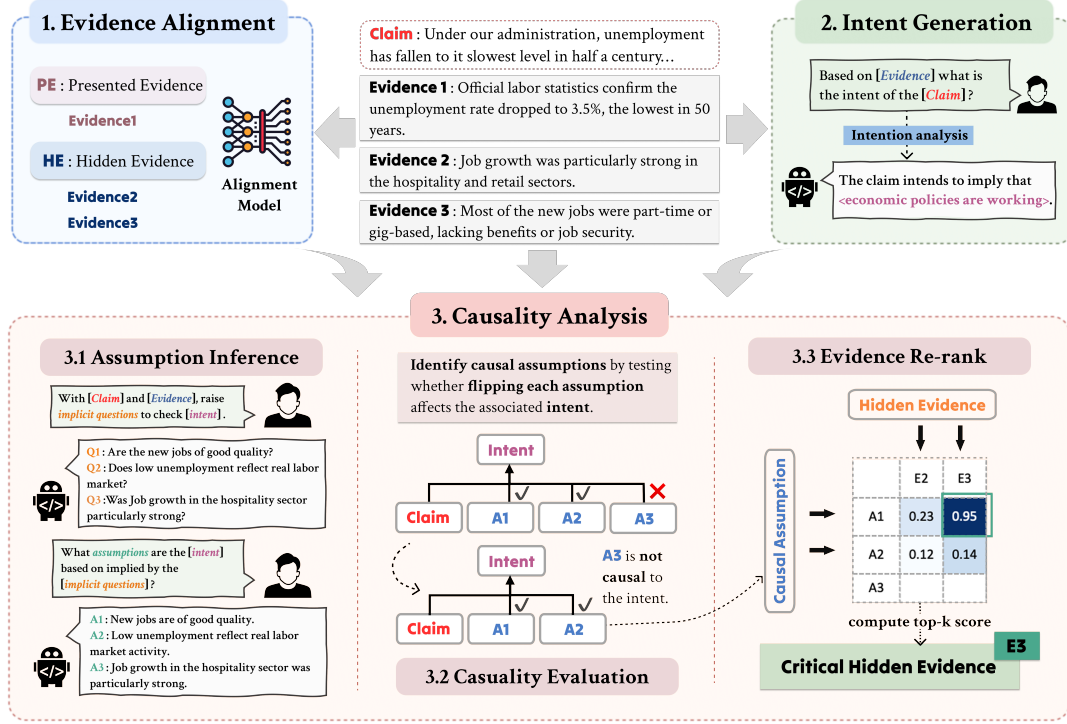 1. Evidence Alignment
PE : Presented Evidence
Evidence1
HE : Hidden Evidence
Evidence2
Evidence3
Alignment
Model
Claim : Under our administration, unemployment
has fallen to it slowest level in half a century…
Evidence 1 : Official labor statistics confirm the
unemployment rate dropped to 3.5%, the lowest in 50
years.
Evidence 2 : Job growth was particularly strong in
the hospitality and retail sectors.
Evidence 3 : Most of the new jobs were part-time or
gig-based, lacking benefits or job security.
2. Intent Generation
Based on [Evidence] what is
the intent of the [Claim] ?
Intention analysis
The claim intends to imply that
<economic policies are working>.
3. Causality Analysis
3.1 Assumption Inference
With [Claim] and [Evidence], raise
implicit questions to check [intent] .
Q1 : Are the new jobs of good quality?
Q2 : Does low unemployment reflect real labor
market?
Q3 :Was Job growth in the hospitality sector
particularly strong?
What assumptions are the [intent]
based on implied by the
[implicit questions] ?
A1 : New jobs are of good quality.
A2 : Low unemployment reflect real labor
market activity.
A3 : Job growth in the hospitality sector was
particularly strong.
Identify causal assumptions by testing
whether flipping each assumption
affects the associated intent.
Intent
Claim
A1
A2
A3
Intent
A3 is not
causal to
the intent.
Claim
A1
A2
3.2 Casuality Evaluation
3.3 Evidence Re-rank
Hidden Evidence
Causal Assumption
E2
E3
A1
0.23
0.95
A2
0.12
0.14
A3
compute top-k score
E3
Critical Hidden Evidence